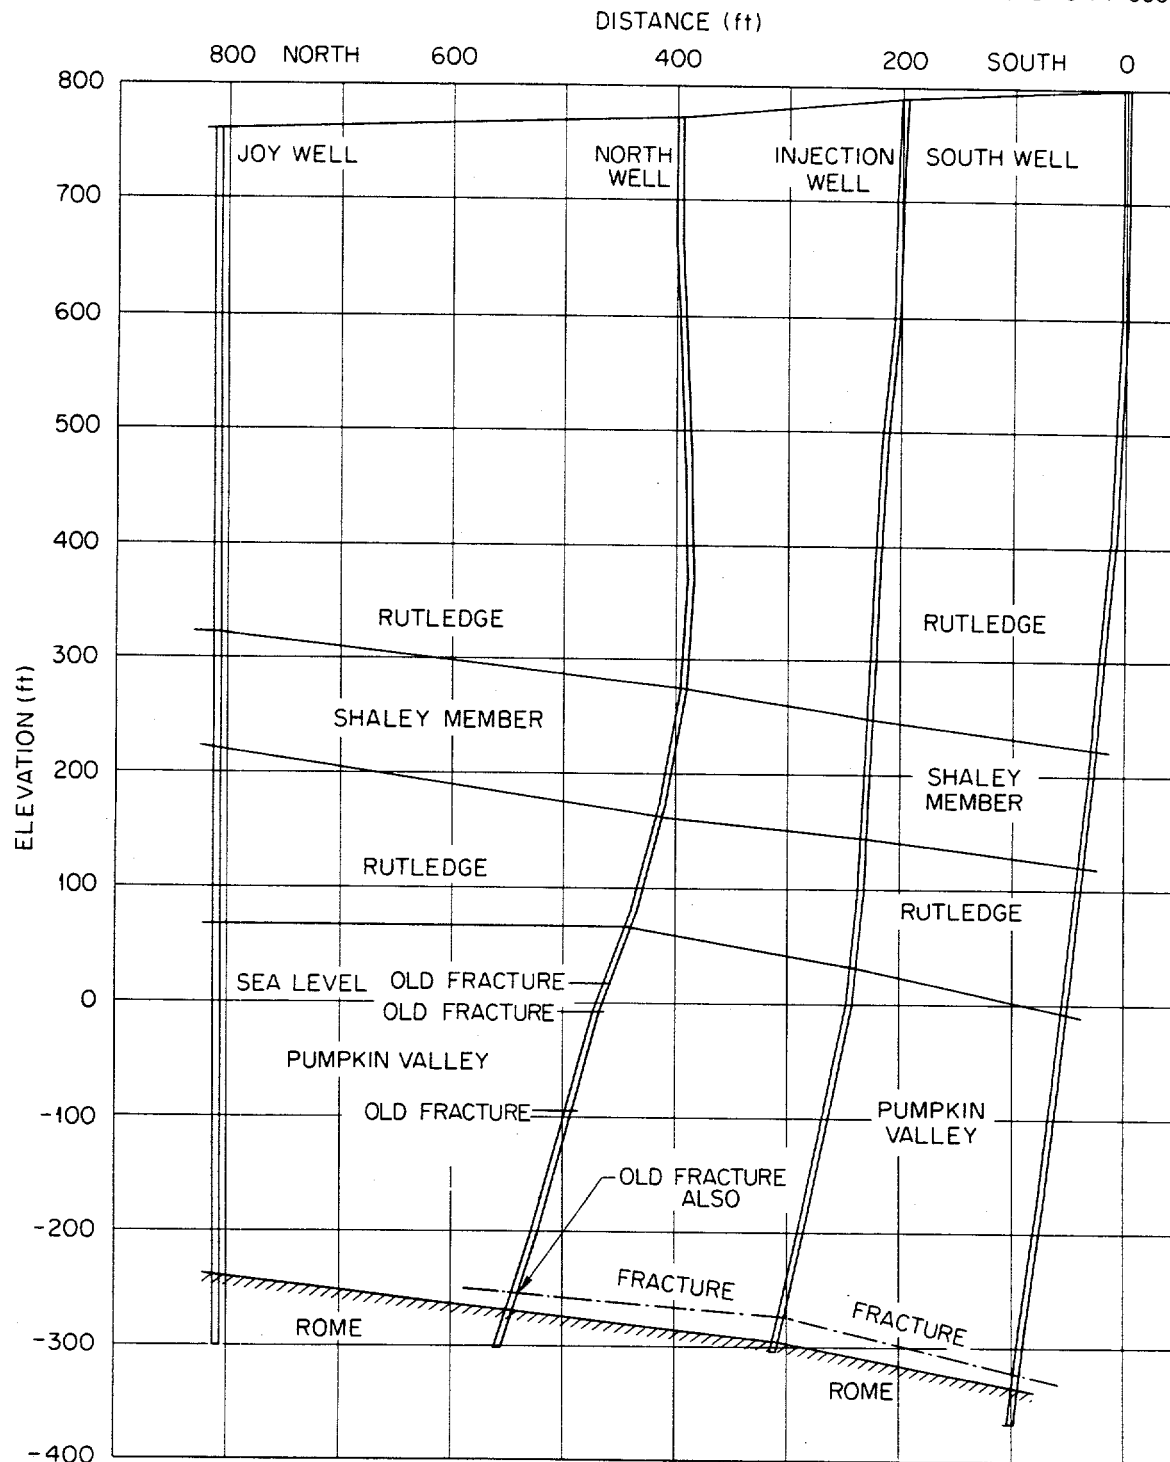 DISTANCE (ft)
800 NORTH 600 400 200 SOUTH 0
800
JOY WELL
NORTH
WELL
INJECTION
WELL
SOUTH WELL
700
600
500
400
RUTLEDGE
RUTLEDGE
300
ELEVATION (ft)
SHALEY MEMBER
200
SHALEY
MEMBER
100
RUTLEDGE
RUTLEDGE
SEA LEVEL
OLD FRACTURE
0
OLD FRACTURE
PUMPKIN VALLEY
-100
OLD FRACTURE
PUMPKIN
VALLEY
OLD FRACTURE
ALSO
-200
FRACTURE
FRACTURE
-300
ROME
ROME
-400